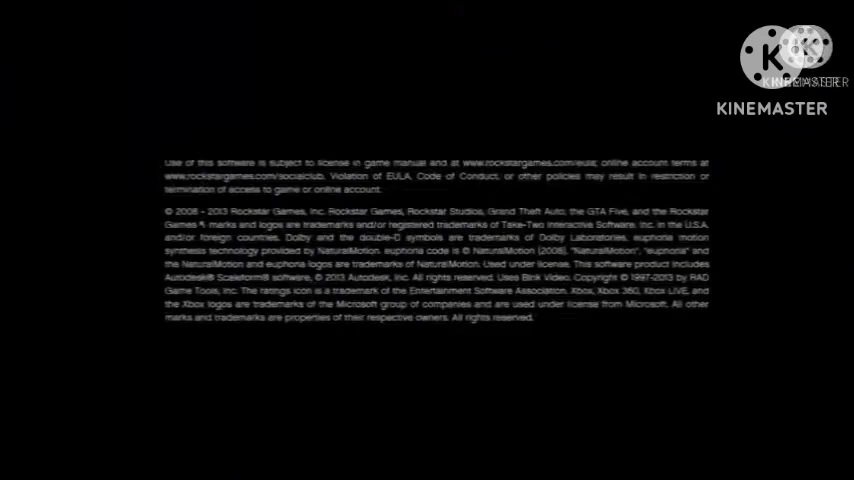 KINEMASTER
KINEMASTER
Use of this software is subject to license in game manual and at www.rockstargames.com/eula; online account terms at
www.rockstargames.com/socialclub. Violation of EULA, Code of Conduct, or other policies may result in restriction or
termination of access to game or online account.
© 2008 - 2013 Rockstar Games, Inc. Rockstar Games, Rockstar Studios, Grand Theft Auto, the GTA Five, and the Rockstar
Games R* marks and logos are trademarks and/or registered trademarks of Take-Two Interactive Software, Inc. in the U.S.A.
and/or foreign countries. Dolby and the double-D symbols are trademarks of Dolby Laboratories. euphoria motion
synthesis technology provided by NaturalMotion. euphoria code is © NaturalMotion (2008). "NaturalMotion", "euphoria" and
the NaturalMotion and euphoria logos are trademarks of NaturalMotion. Used under license. This software product includes
Autodesk® Scaleform® software, © 2013 Autodesk, Inc. All rights reserved. Uses Bink Video. Copyright © 1997-2013 by RAD
Game Tools, Inc. The ratings icon is a trademark of the Entertainment Software Association. Xbox, Xbox 360, Xbox LIVE, and
the Xbox logos are trademarks of the Microsoft group of companies and are used under license from Microsoft. All other
marks and trademarks are properties of their respective owners. All rights reserved.